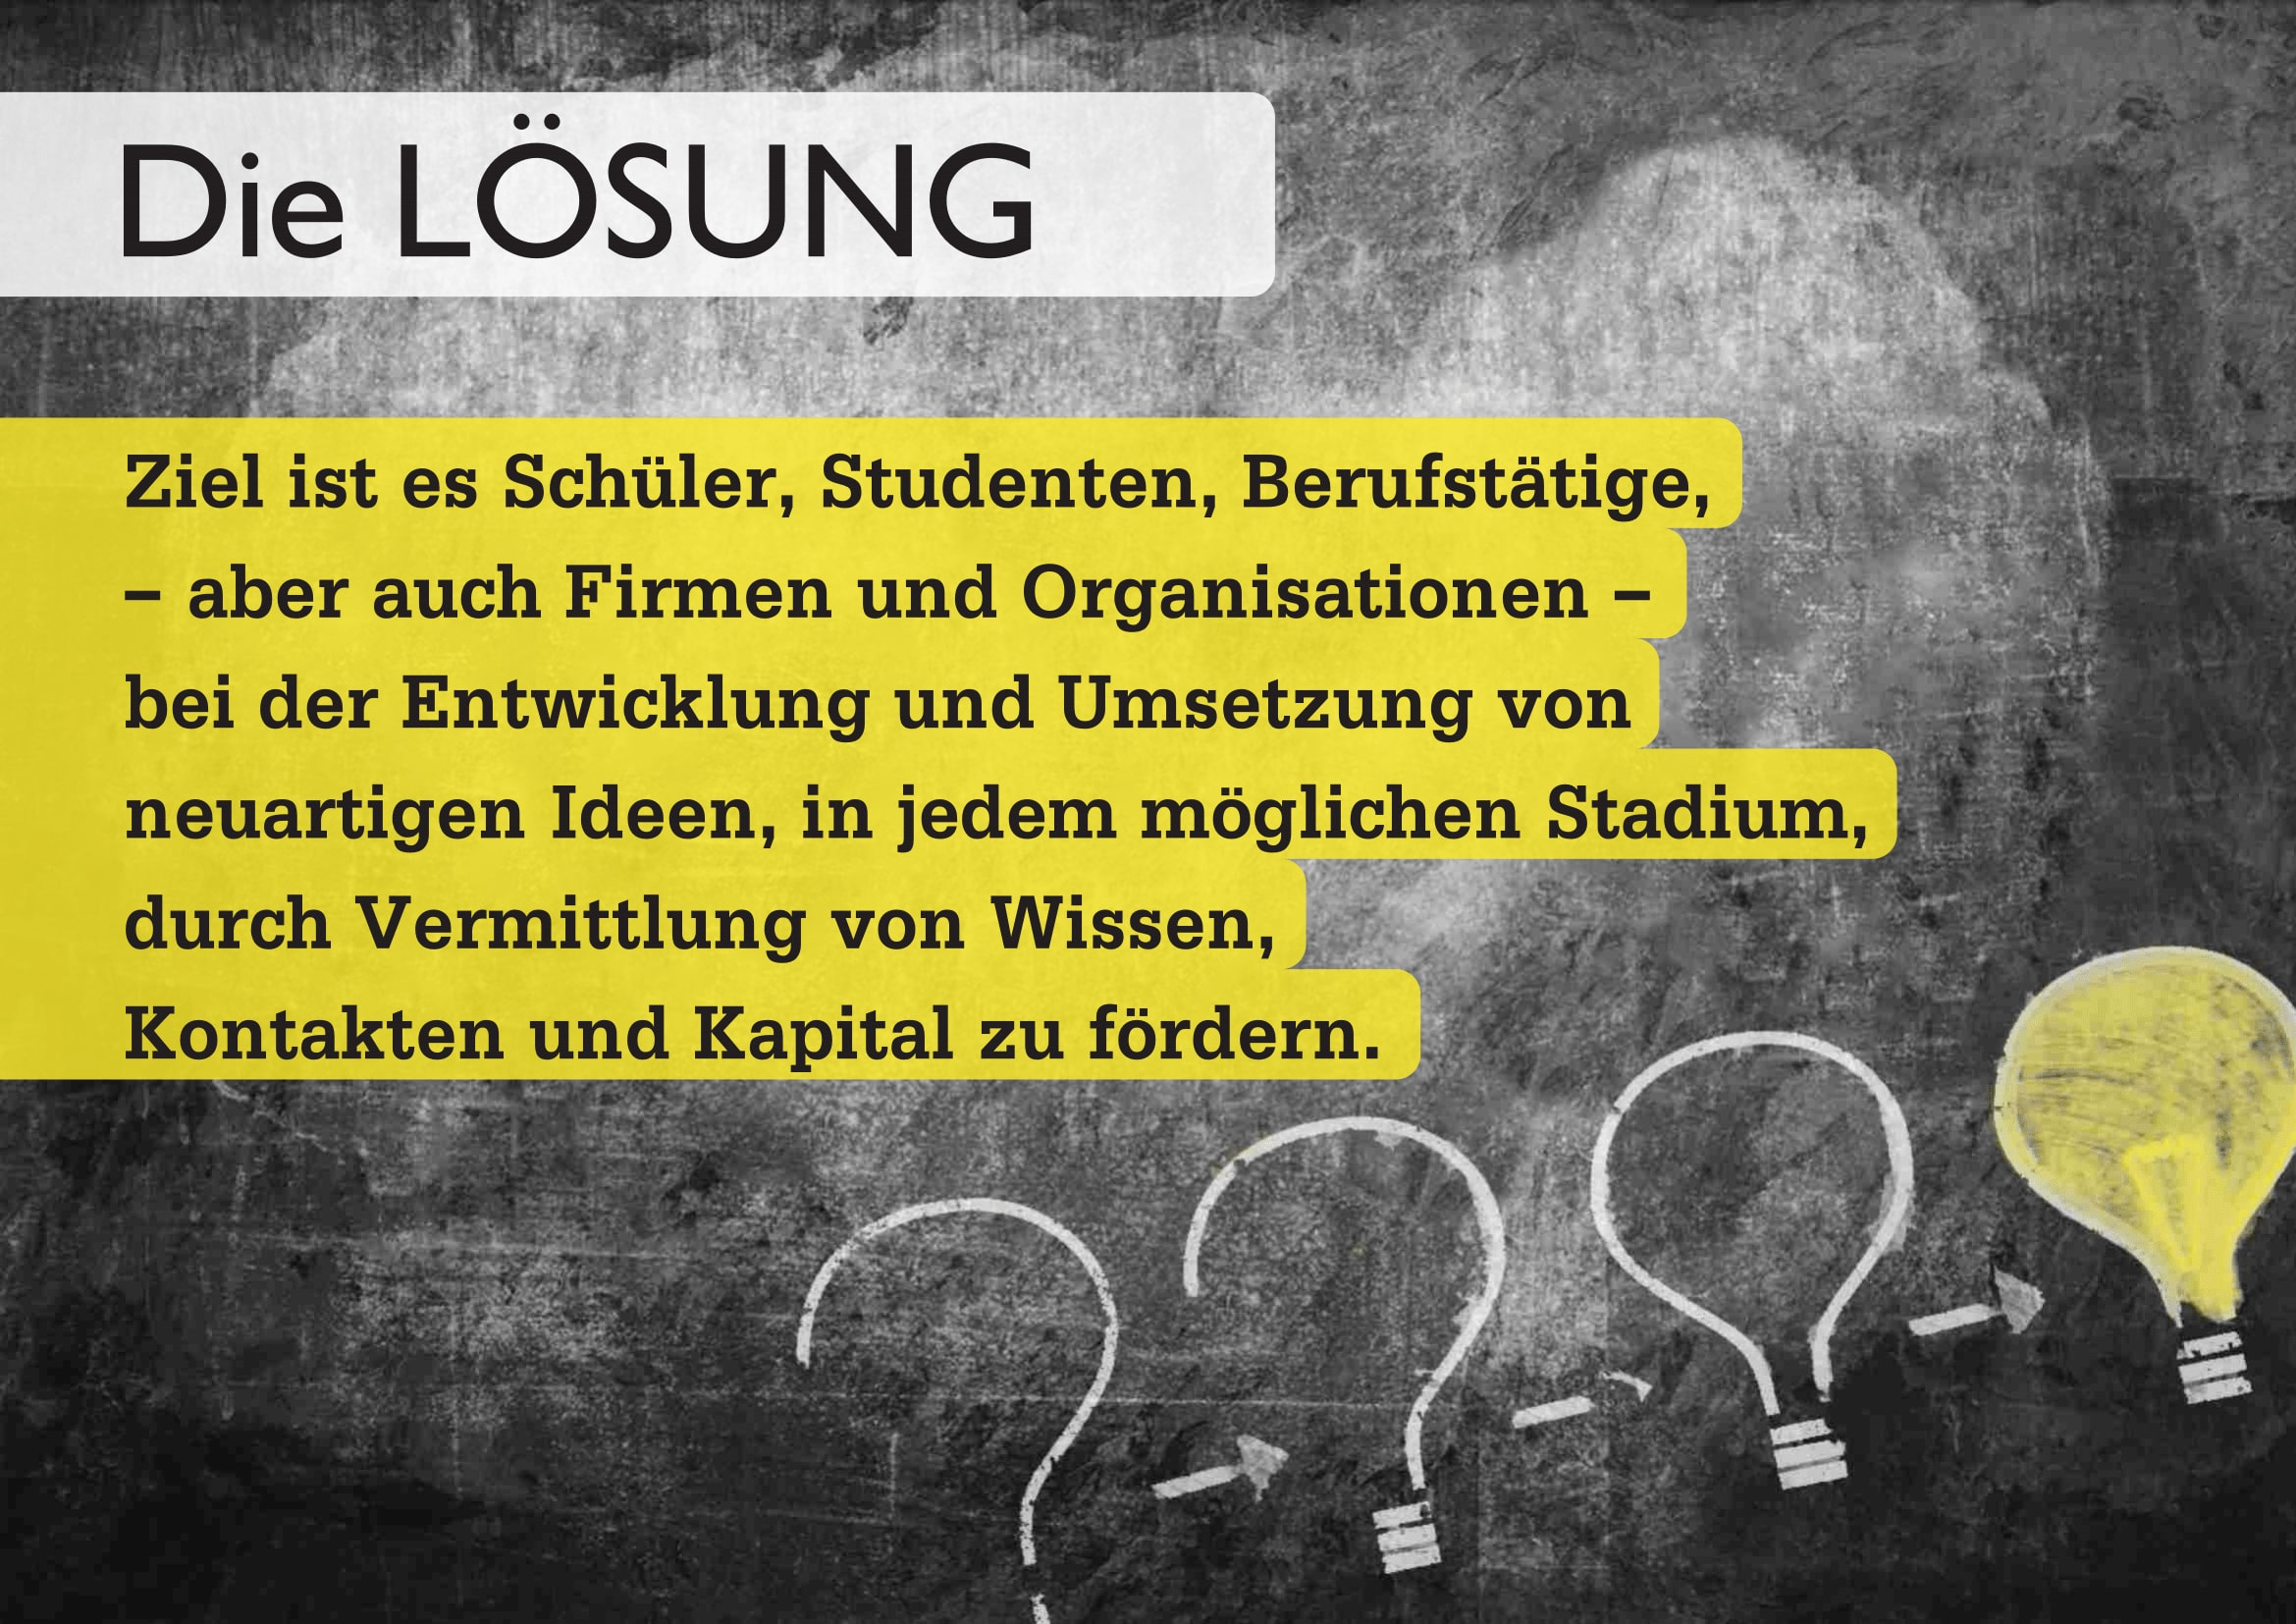 Die LÖSUNG
Ziel ist es Schüler, Studenten, Berufstätige,
– aber auch Firmen und Organisationen –
bei der Entwicklung und Umsetzung von
neuartigen Ideen, in jedem möglichen Stadium,
durch Vermittlung von Wissen,
Kontakten und Kapital zu fördern.